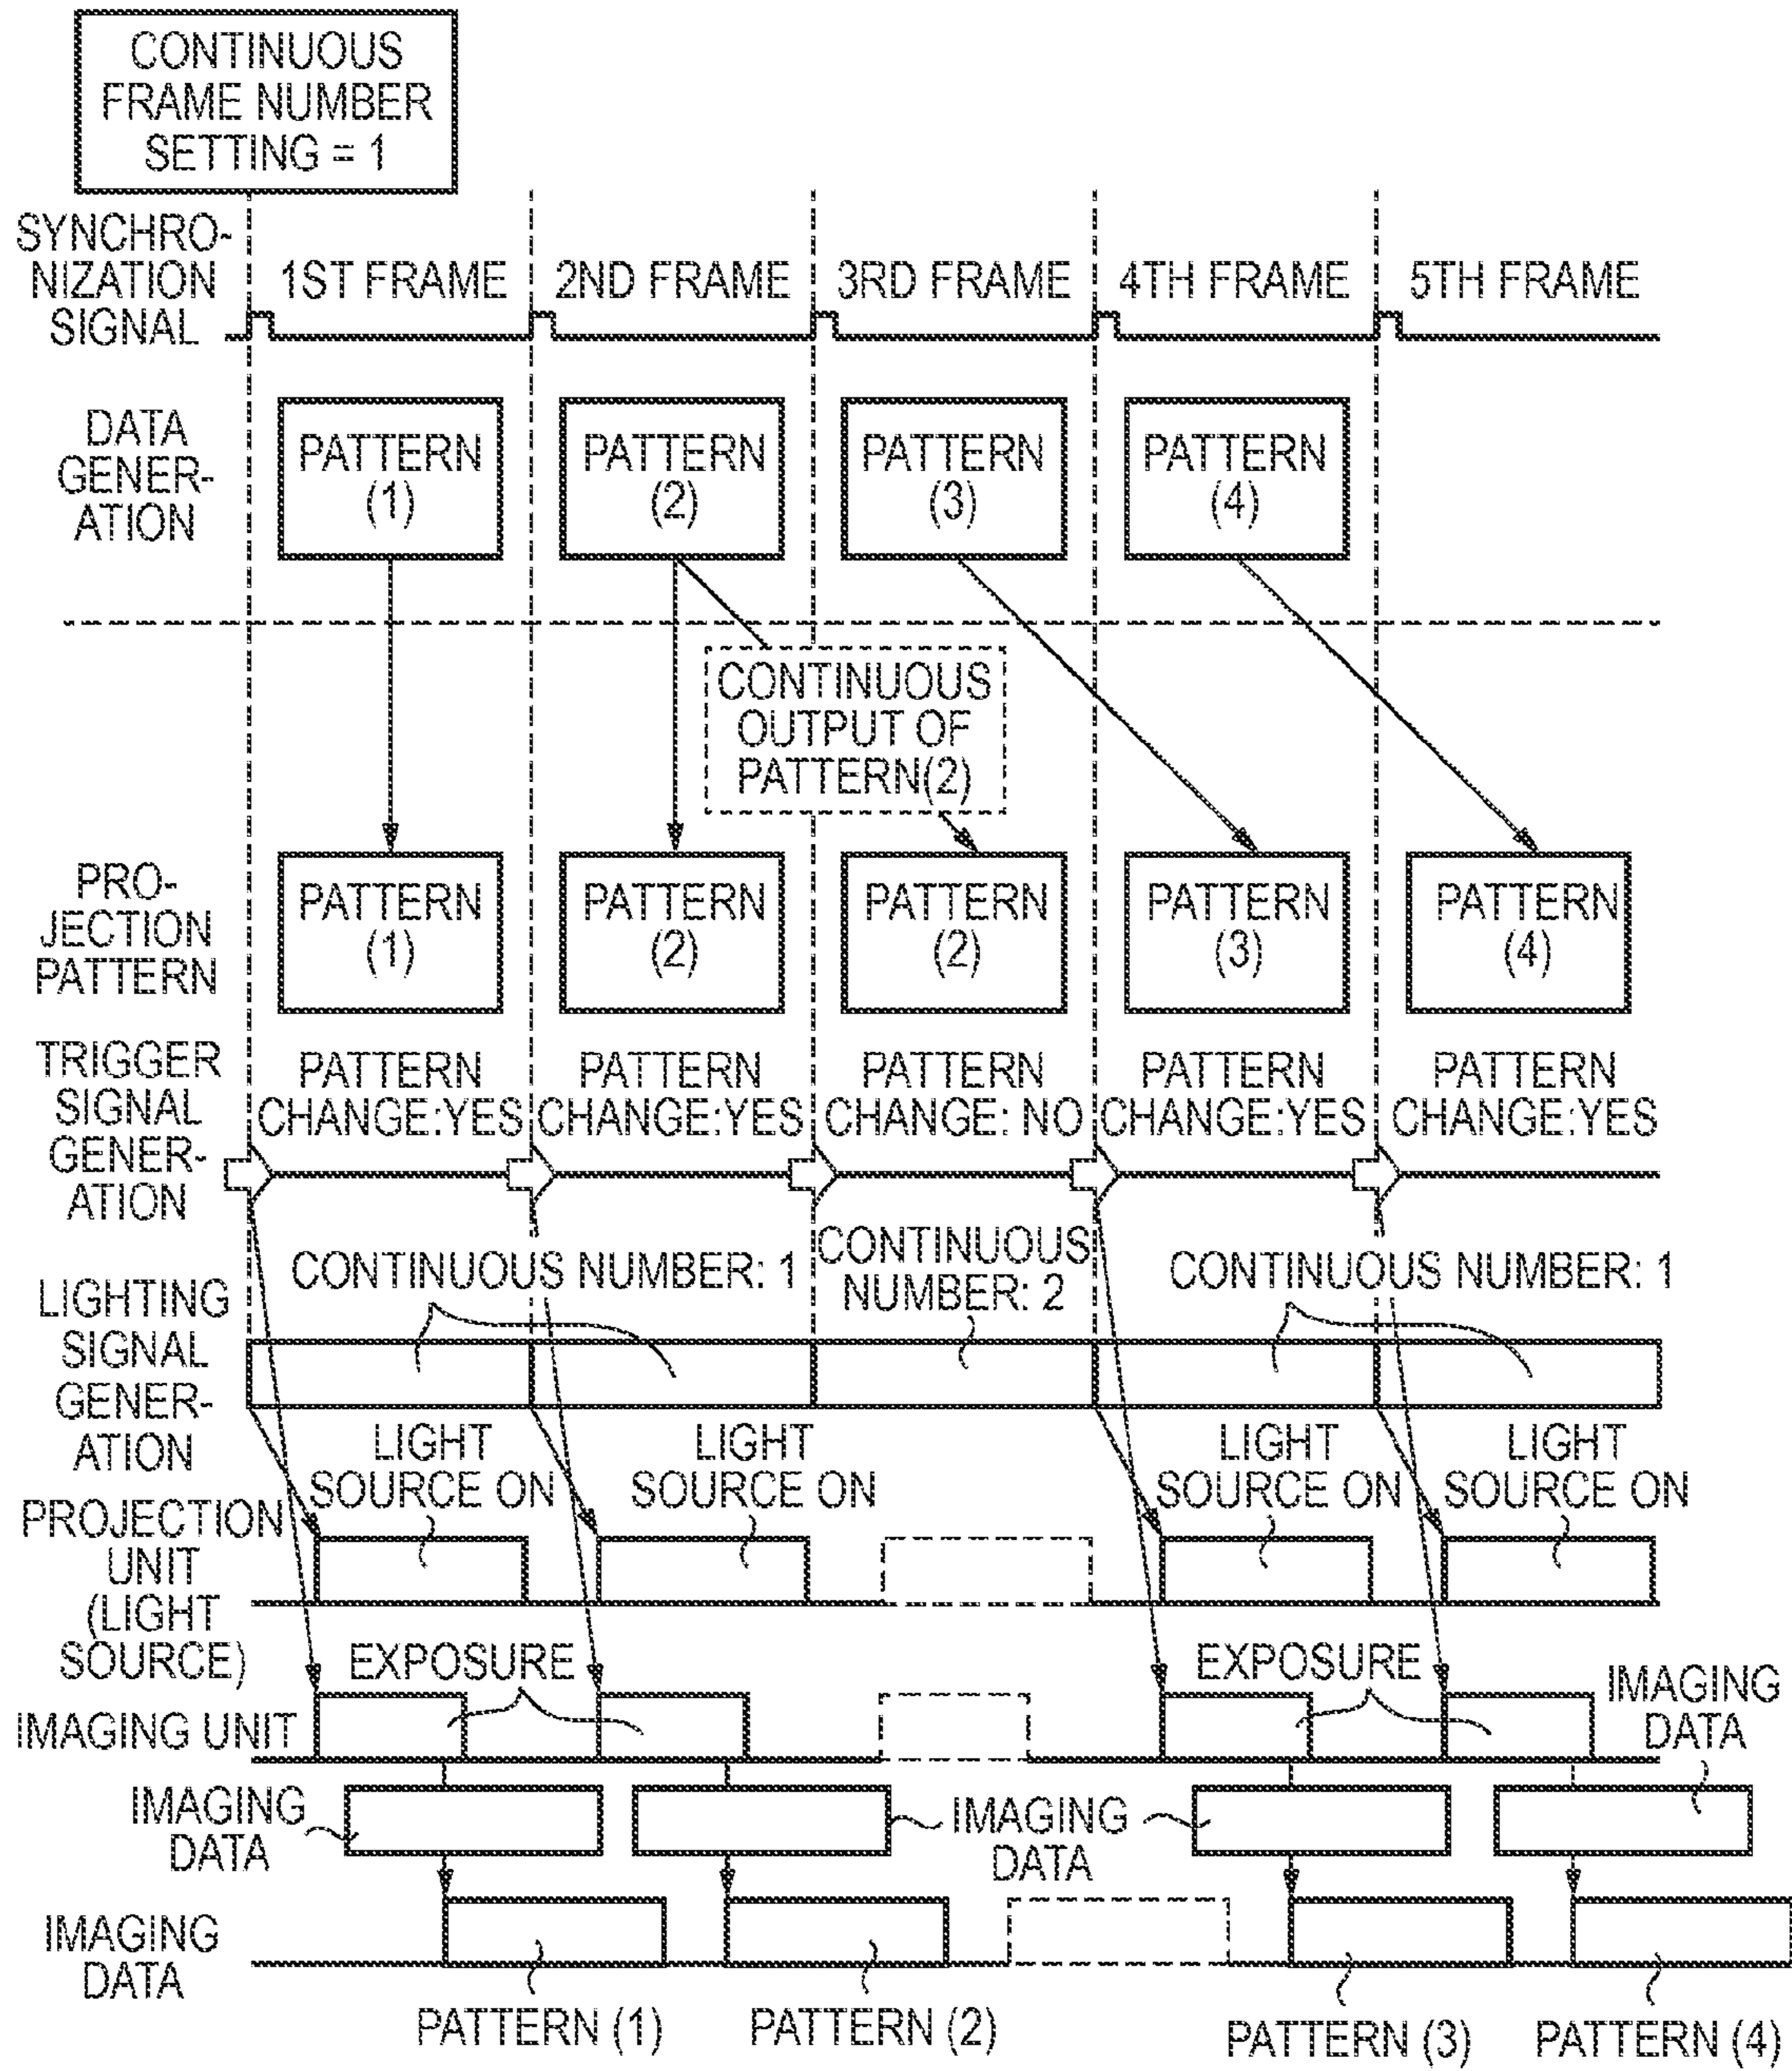 CONTINUOUS
FRAME NUMBER
SETTING = 1
SYNCHRO-
NIZATION
SIGNAL
1ST FRAME
2ND FRAME
3RD FRAME
4TH FRAME
5TH FRAME
DATA
GENER-
ATION
PATTERN
(1)
PATTERN
(2)
PATTERN
(3)
PATTERN
(4)
CONTINUOUS
OUTPUT OF
PATTERN(2)
PRO-
JECTION
PATTERN
PATTERN
(1)
PATTERN
(2)
PATTERN
(2)
PATTERN
(3)
PATTERN
(4)
TRIGGER
SIGNAL
GENER-
ATION
PATTERN
CHANGE:YES
PATTERN
CHANGE:YES
PATTERN
CHANGE: NO
PATTERN
CHANGE:YES
PATTERN
CHANGE:YES
LIGHTING
SIGNAL
GENER-
ATION
CONTINUOUS NUMBER: 1
CONTINUOUS
NUMBER: 2
CONTINUOUS NUMBER: 1
PROJECTION
UNIT
(LIGHT
SOURCE)
LIGHT
SOURCE ON
LIGHT
SOURCE ON
LIGHT
SOURCE ON
LIGHT
SOURCE ON
IMAGING UNIT
EXPOSURE
EXPOSURE
IMAGING
DATA
IMAGING
DATA
IMAGING
DATA
IMAGING
DATA
PATTERN (1)
PATTERN (2)
PATTERN (3)
PATTERN (4)